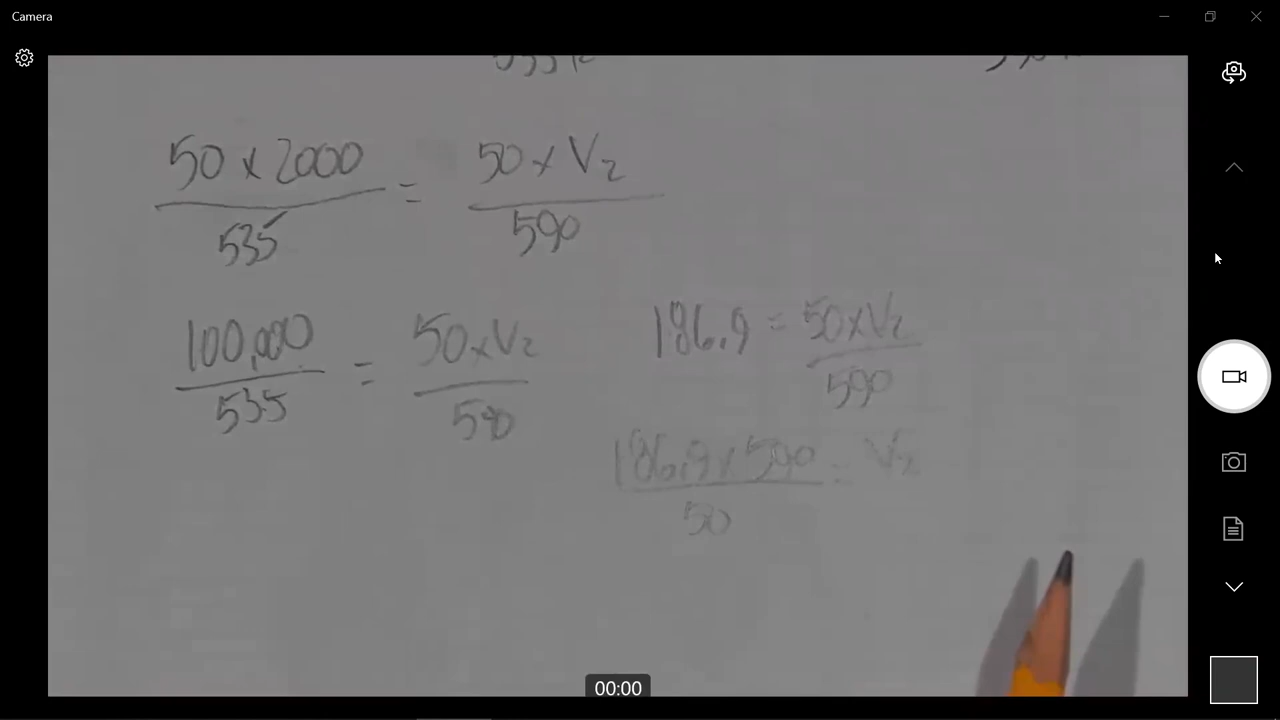 Camera
50 x 2000 = 50 x V2
535 590
100,000 = 50 x V2
535 590
186.9 = 50 x V2
590
186.9 x 590 = V2
50
00:00